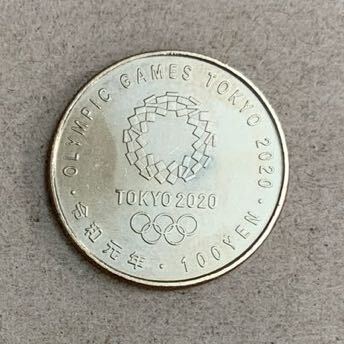 · OLYMPIC GAMES TOKYO 2020 ·
TOKYO 2020
令和元年 · 100 YEN